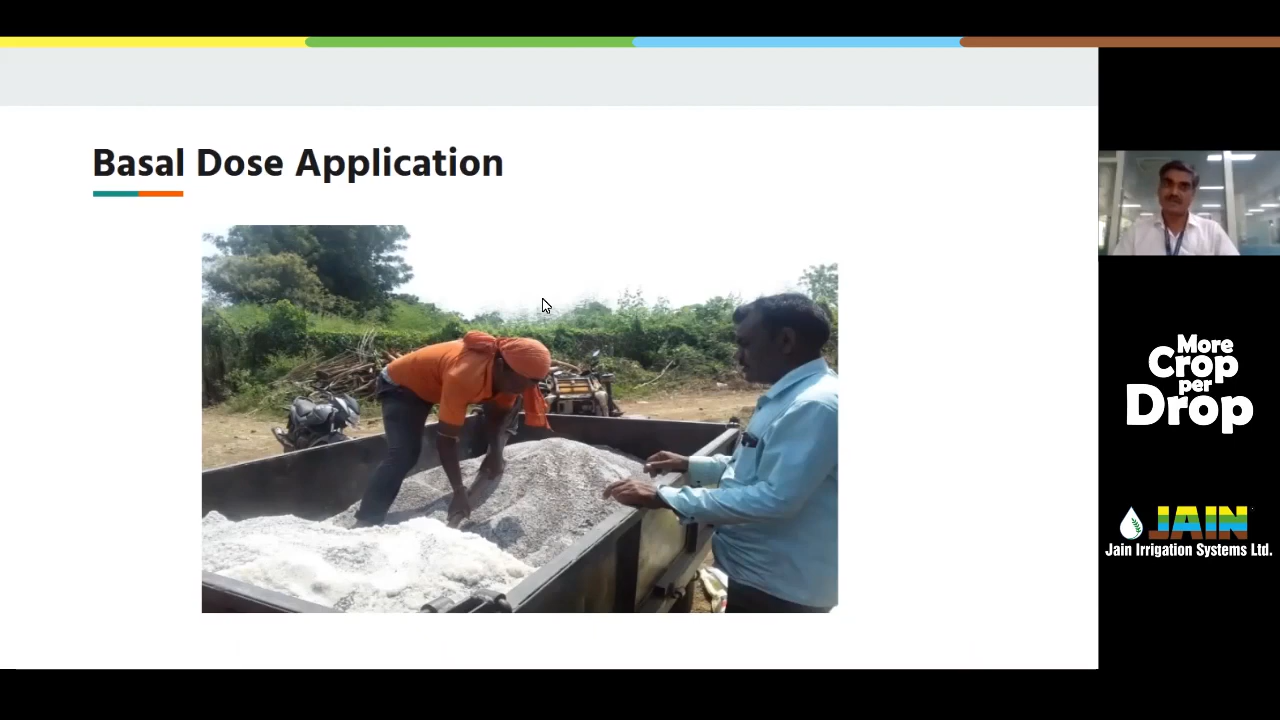 Basal Dose Application
More
Crop
per
Drop
JAIN
Jain Irrigation Systems Ltd.